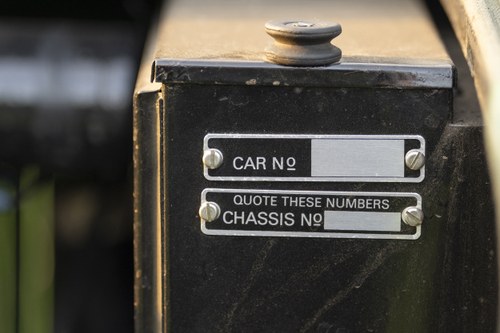 CAR Nº
QUOTE THESE NUMBERS
CHASSIS Nº